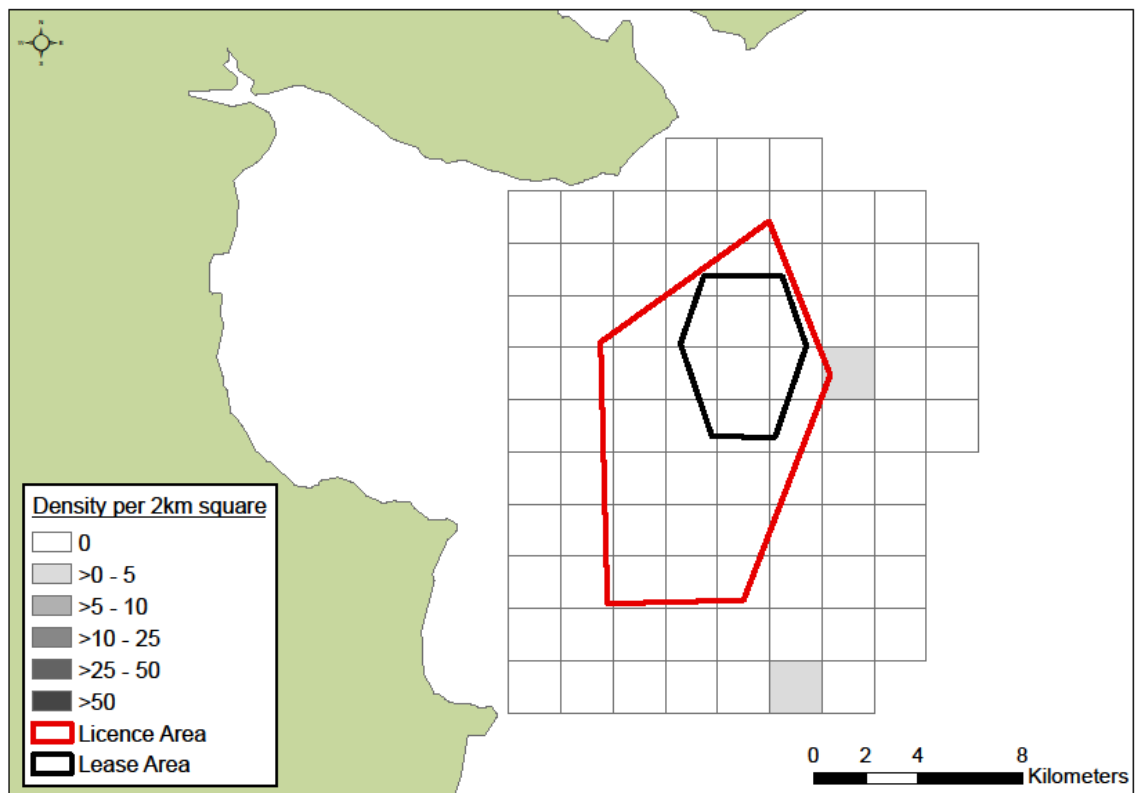 N
W E
S
Density per 2km square
0
>0 - 5
>5 - 10
>10 - 25
>25 - 50
>50
Licence Area
Lease Area
0 2 4 8
Kilometers